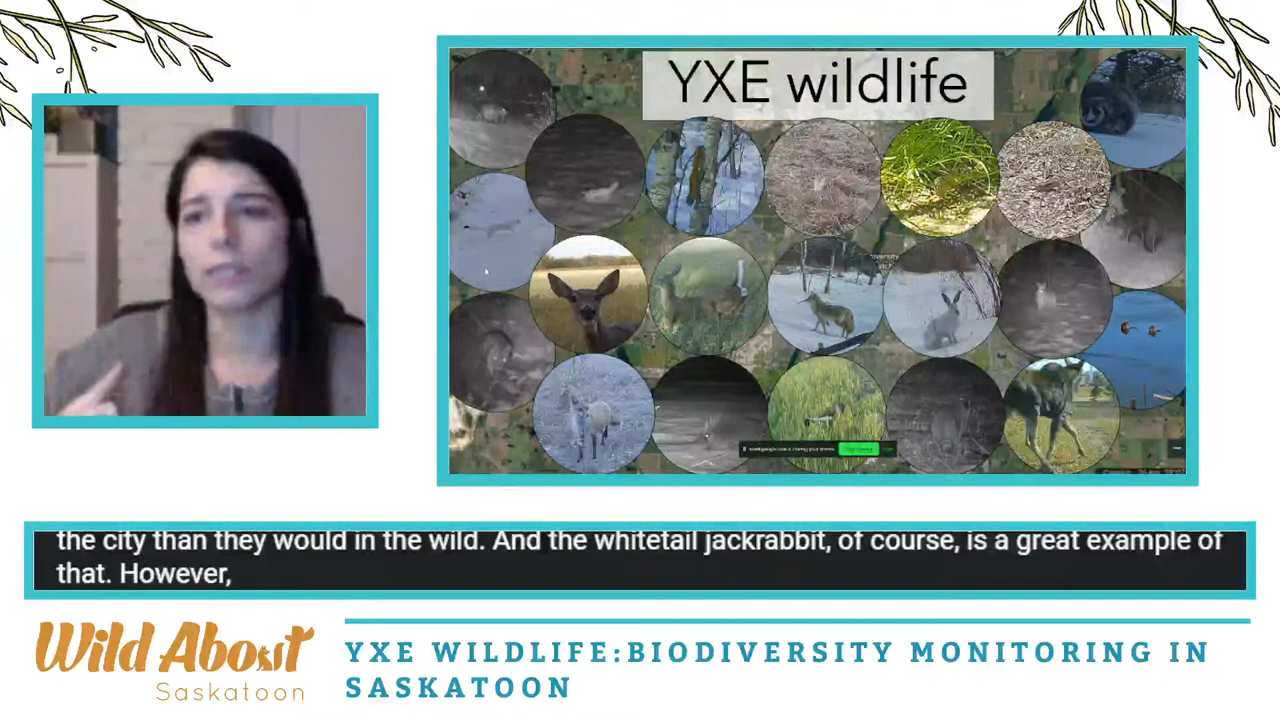 YXE wildlife
the city than they would in the wild. And the whitetail jackrabbit, of course, is a great example of
that. However,
Wild About
Saskatoon
YXE WILDLIFE:BIODIVERSITY MONITORING IN
SASKATOON